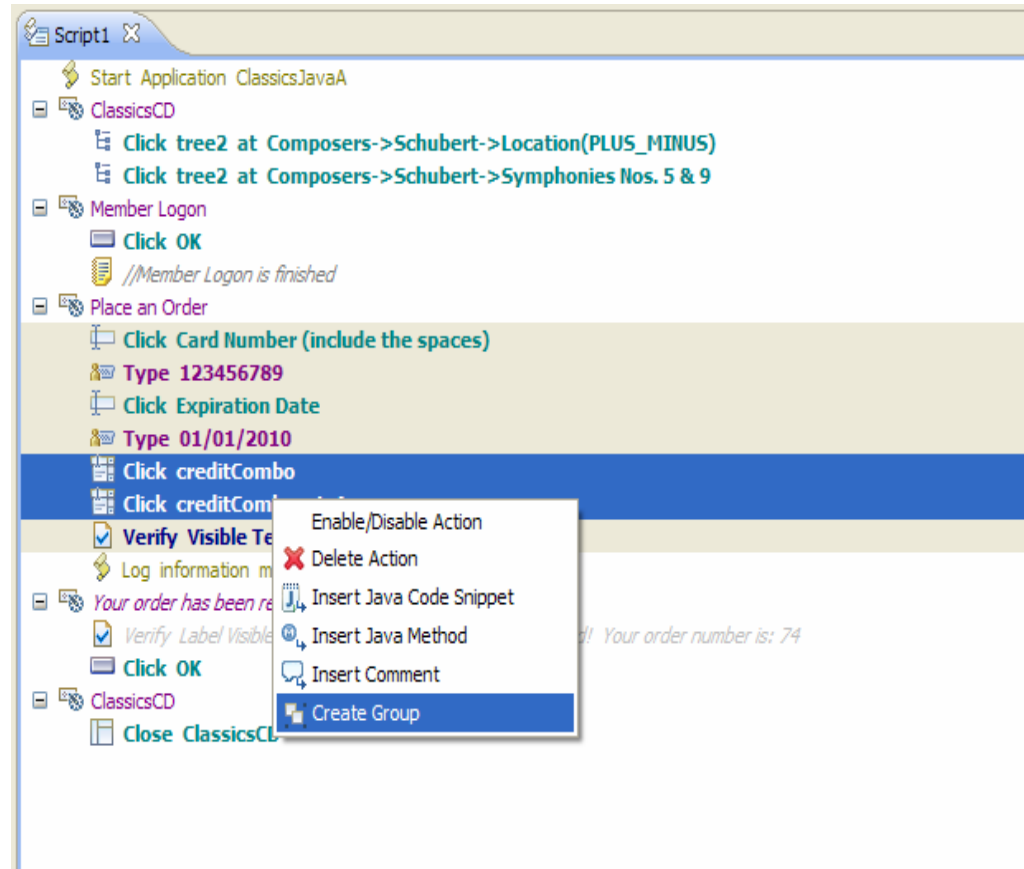 Script1
Start Application ClassicsJavaA
ClassicsCD
Click tree2 at Composers->Schubert->Location(PLUS_MINUS)
Click tree2 at Composers->Schubert->Symphonies Nos. 5 & 9
Member Logon
Click OK
//Member Logon is finished
Place an Order
Click Card Number (include the spaces)
Type 123456789
Click Expiration Date
Type 01/01/2010
Click creditCombo
Click
Enable/Disable Action
Verify Visible
Delete Action
Log information
Insert Java Code Snippet
Your order has been
Insert Java Method
Verify Label Visible
Your order number is: 74
Click OK
Insert Comment
ClassicsCD
Create Group
Close ClassicsCD